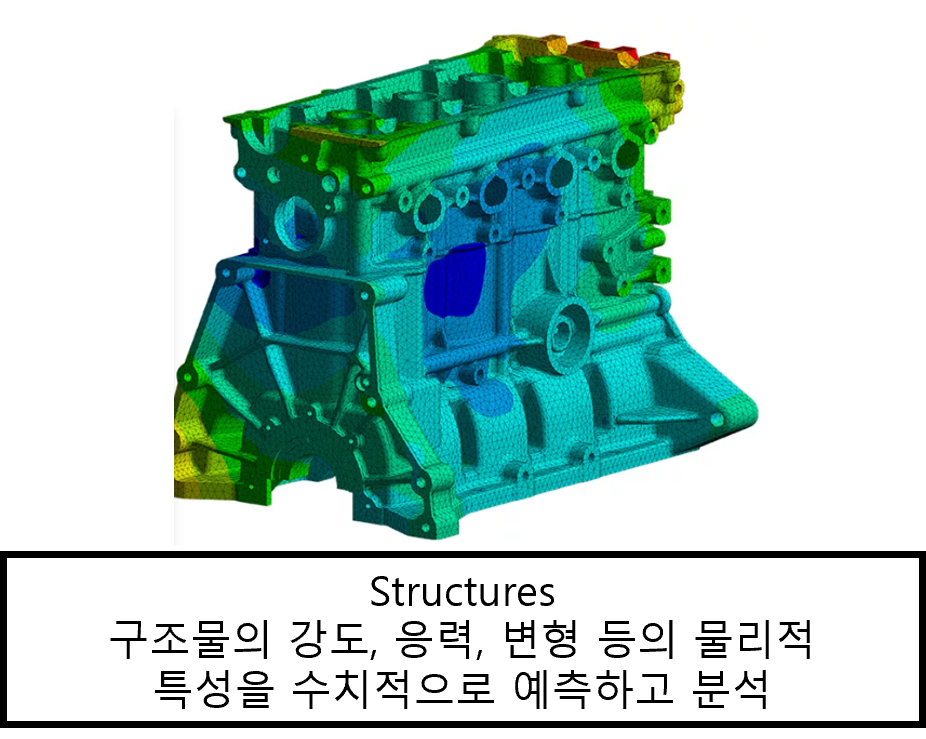 Structures
구조물의 강도, 응력, 변형 등의 물리적
특성을 수치적으로 예측하고 분석